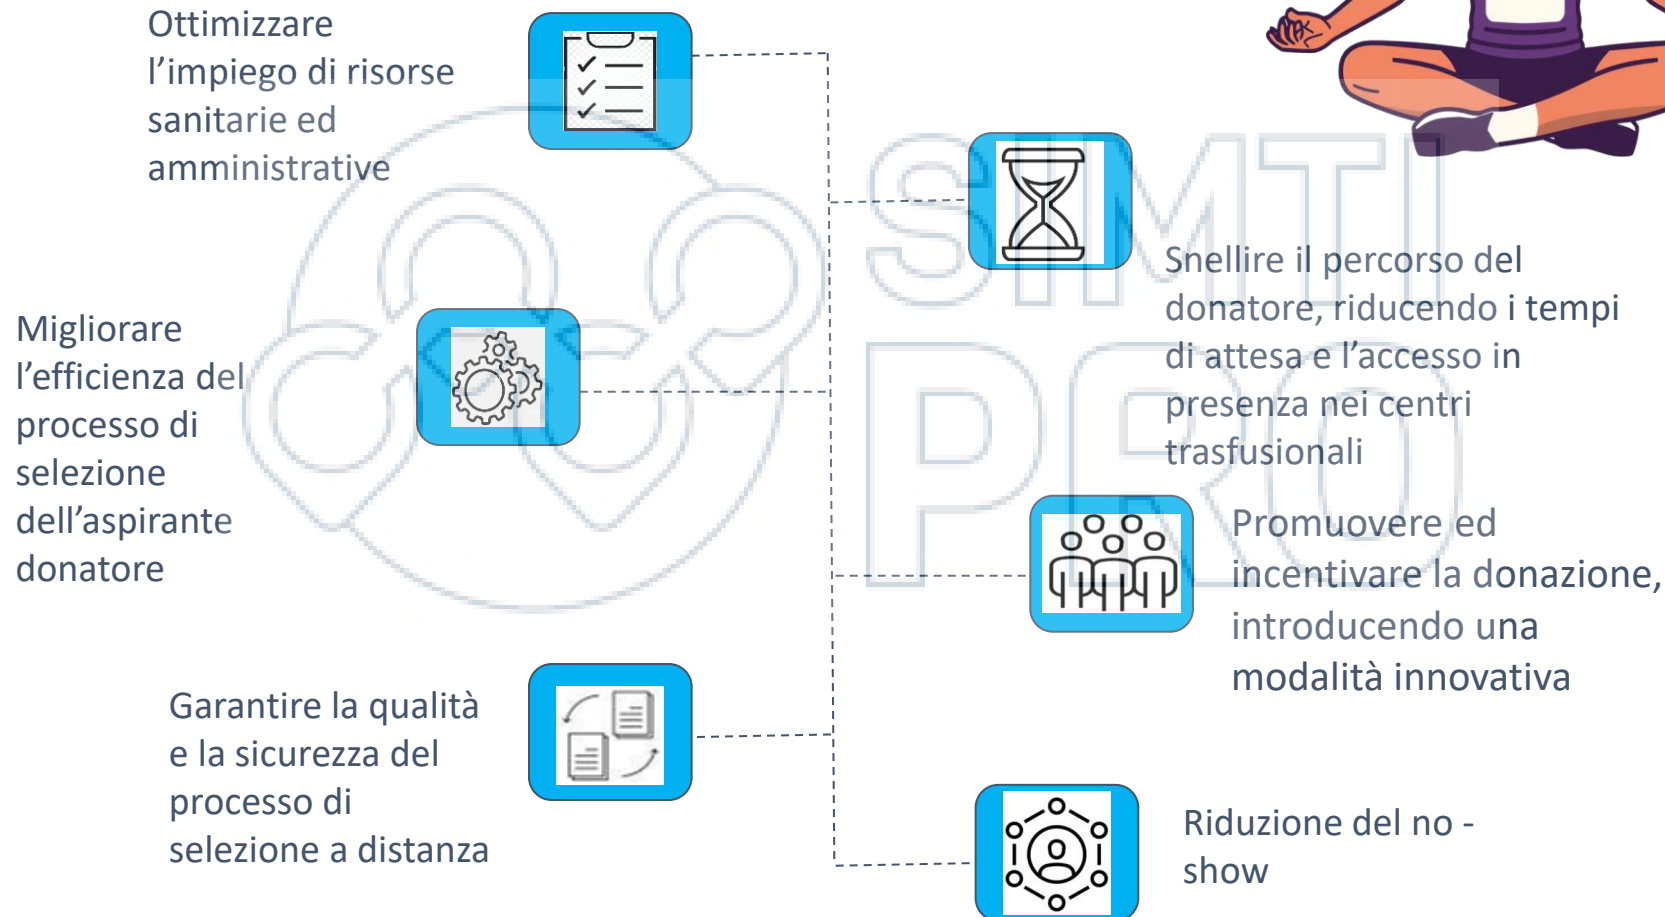 Ottimizzare
l’impiego di risorse
sanitarie ed
amministrative
Migliorare
l’efficienza del
processo di
selezione
dell’aspirante
donatore
Garantire la qualità
e la sicurezza del
processo di
selezione a distanza
Snellire il percorso del
donatore, riducendo i tempi
di attesa e l’accesso in
presenza nei centri
trasfusionali
Promuovere ed
incentivare la donazione,
introducendo una
modalità innovativa
Riduzione del no -
show
SIMTI
PRO